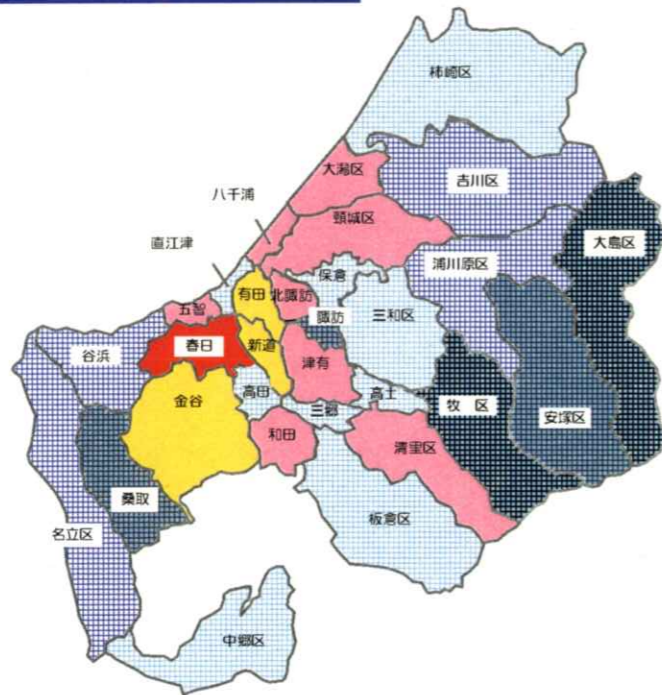 柿崎区
大潟区
吉川区
八千浦
頸城区
大島区
直江津
保倉
浦川原区
有田
北諏訪
五智
諏訪
三和区
春日
新道
谷浜
津有
高田
高士
金谷
三郷
牧 区
安塚区
和田
清里区
桑取
板倉区
名立区
中郷区